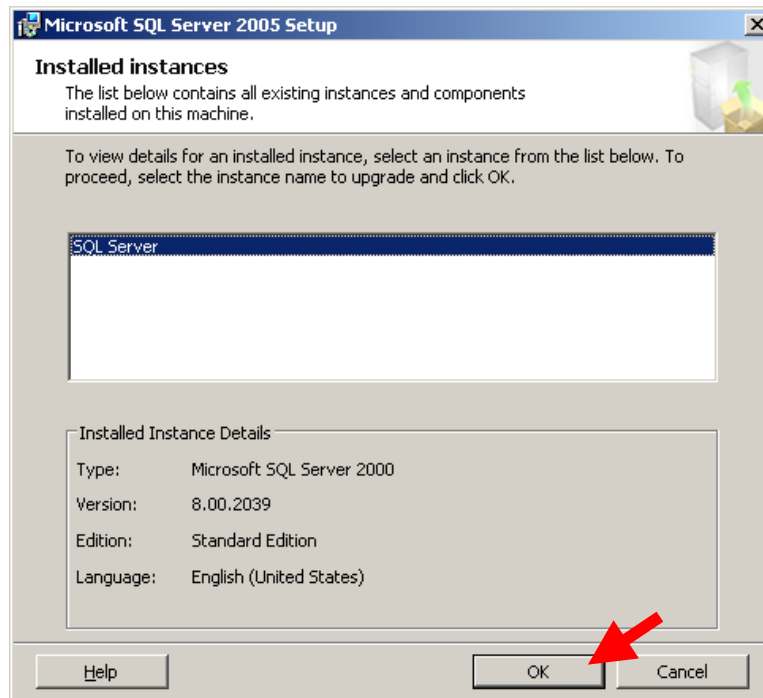 Microsoft SQL Server 2005 Setup
Installed instances
The list below contains all existing instances and components
installed on this machine.
To view details for an installed instance, select an instance from the list below. To
proceed, select the instance name to upgrade and click OK.
SQL Server
Installed Instance Details
Type: Microsoft SQL Server 2000
Version: 8.00.2039
Edition: Standard Edition
Language: English (United States)
Help OK Cancel